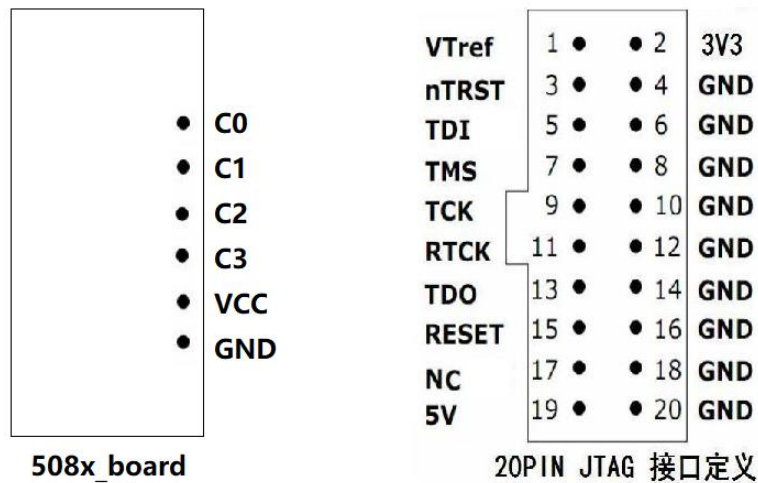 C0
C1
C2
C3
VCC
GND
508x_board
VTref 1 2 3V3
nTRST 3 4 GND
TDI 5 6 GND
TMS 7 8 GND
TCK 9 10 GND
RTCK 11 12 GND
TDO 13 14 GND
RESET 15 16 GND
NC 17 18 GND
5V 19 20 GND
20PIN JTAG 接口定义